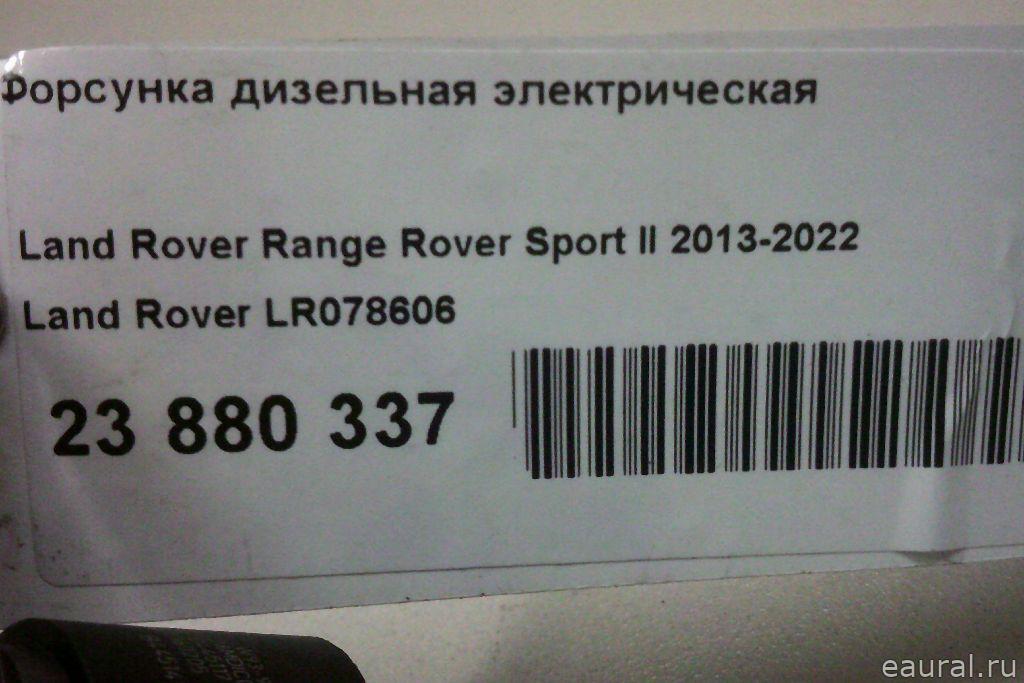 Форсунка дизельная электрическая
Land Rover Range Rover Sport II 2013-2022
Land Rover LR078606
23 880 337
eaural.ru